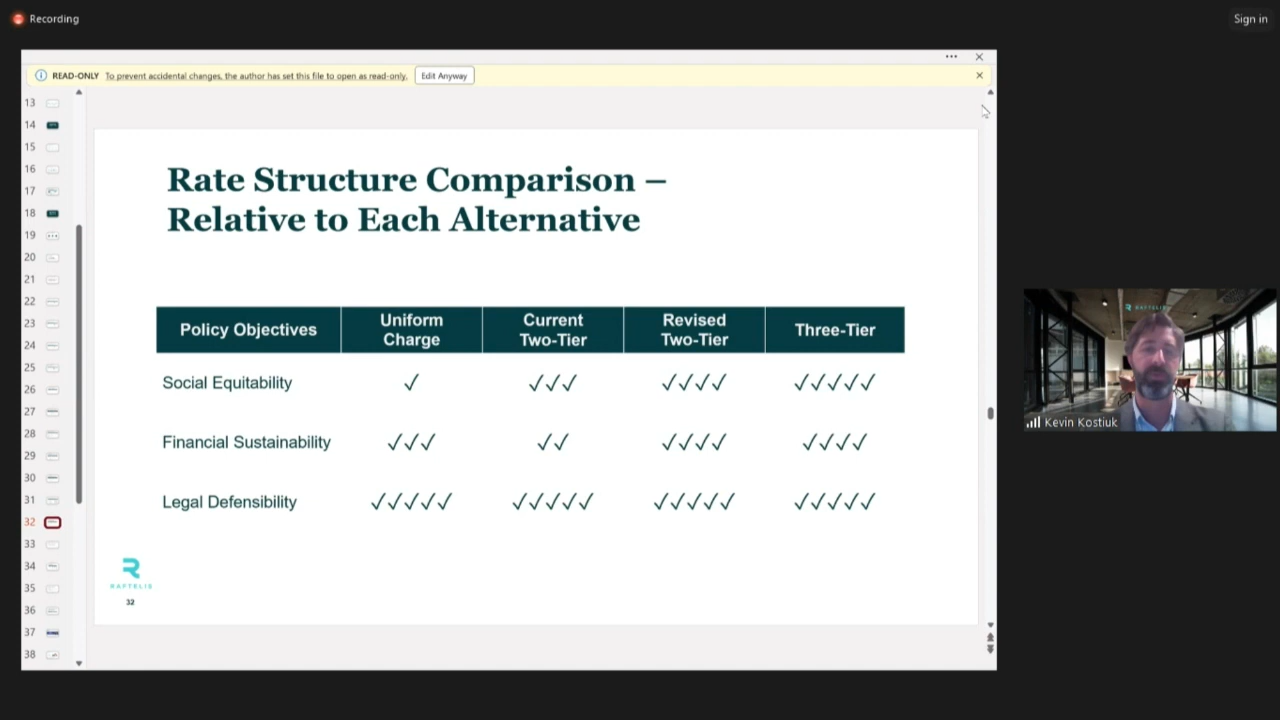 Recording
Sign in
READ-ONLY To prevent accidental changes, the author has set this file to open as read-only. Edit Anyway
13
14
15
16
17
18
19
20
21
22
23
24
25
26
27
28
29
30
31
32
33
34
35
36
37
38
Rate Structure Comparison –
Relative to Each Alternative
Policy Objectives Uniform Charge Current Two-Tier Revised Two-Tier Three-Tier
Social Equitability ✓ ✓✓✓ ✓✓✓✓ ✓✓✓✓✓
Financial Sustainability ✓✓✓ ✓✓ ✓✓✓✓ ✓✓✓✓
Legal Defensibility ✓✓✓✓✓ ✓✓✓✓✓ ✓✓✓✓✓ ✓✓✓✓✓
RAFTELIS
32
RAFTELIS
Kevin Kostiuk